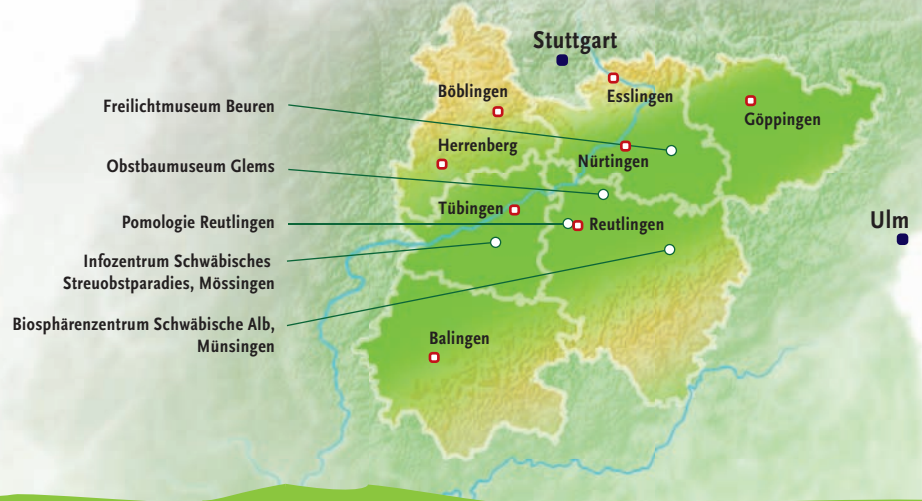 Stuttgart
Böblingen
Esslingen
Freilichtmuseum Beuren
Göppingen
Herrenberg
Nürtingen
Obstbaumuseum Glems
Tübingen
Pomologie Reutlingen
Reutlingen
Ulm
Infozentrum Schwäbisches
Streuobstparadies, Mössingen
Biosphärenzentrum Schwäbische Alb,
Münsingen
Balingen